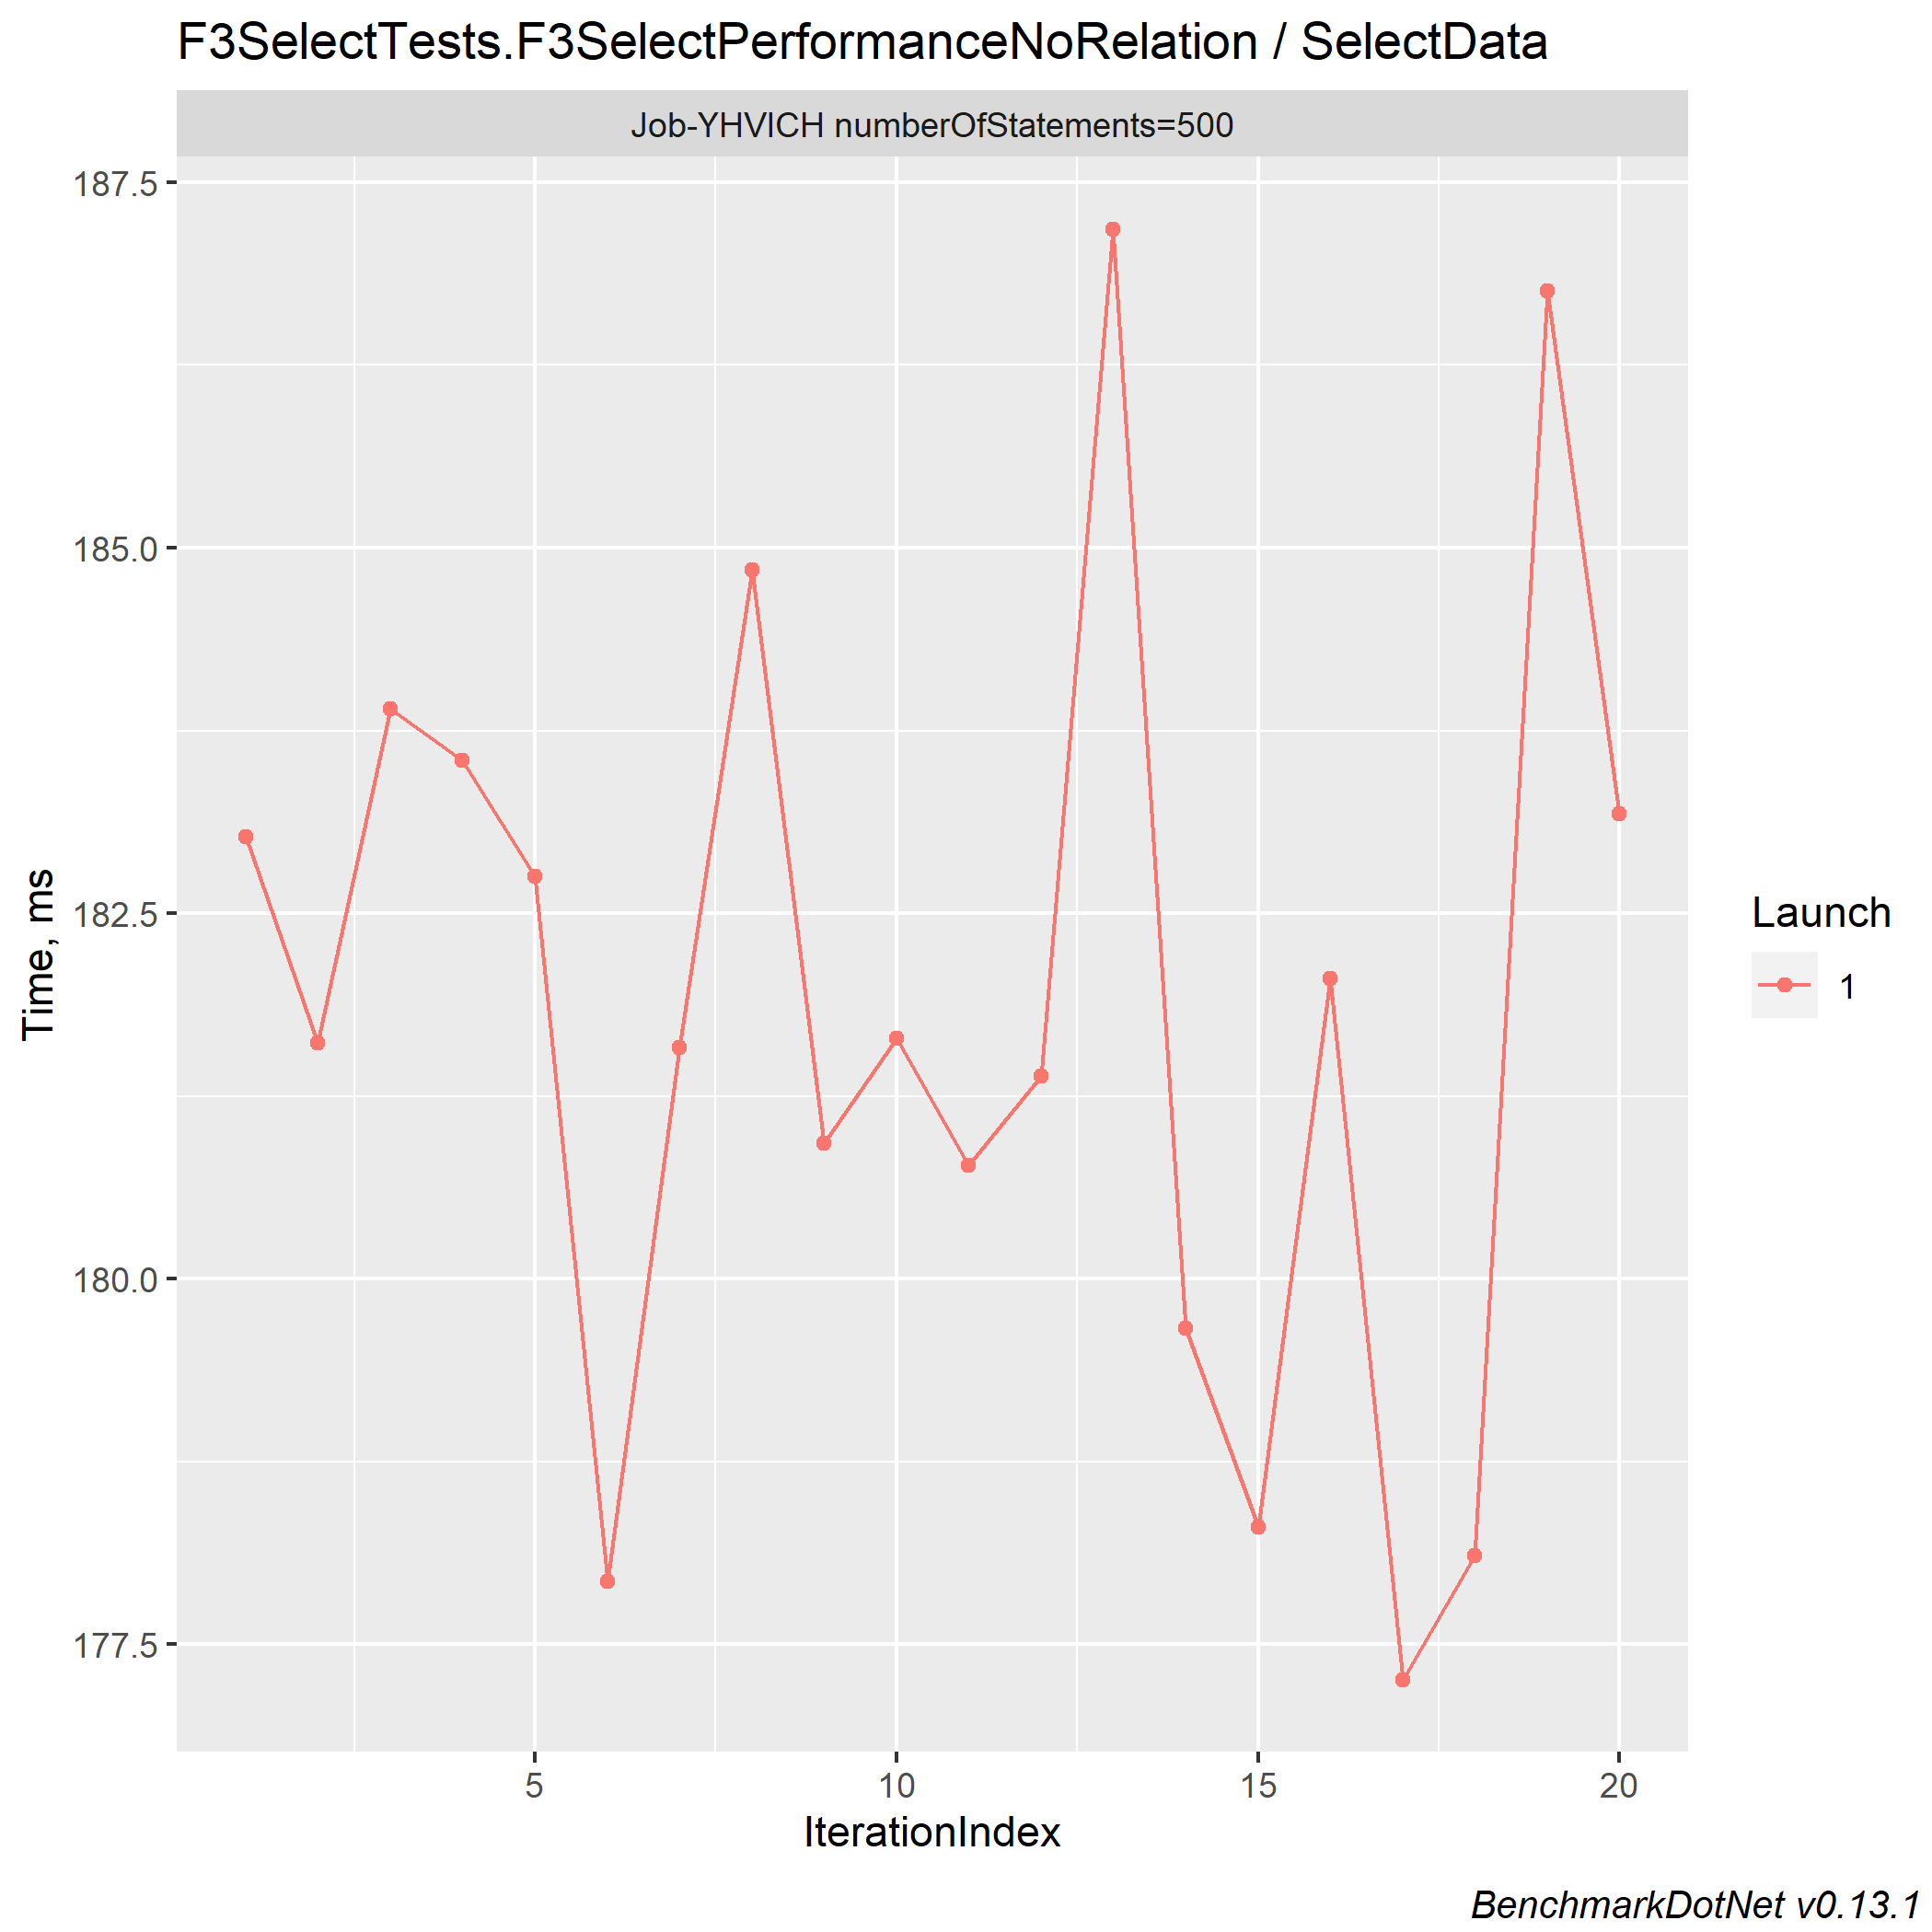 F3SelectTests.F3SelectPerformanceNoRelation / SelectData
Job-YHVICH numberOfStatements=500
187.5
185.0
182.5
180.0
177.5
Time, ms
5 10 15 20
IterationIndex
Launch
1
BenchmarkDotNet v0.13.1